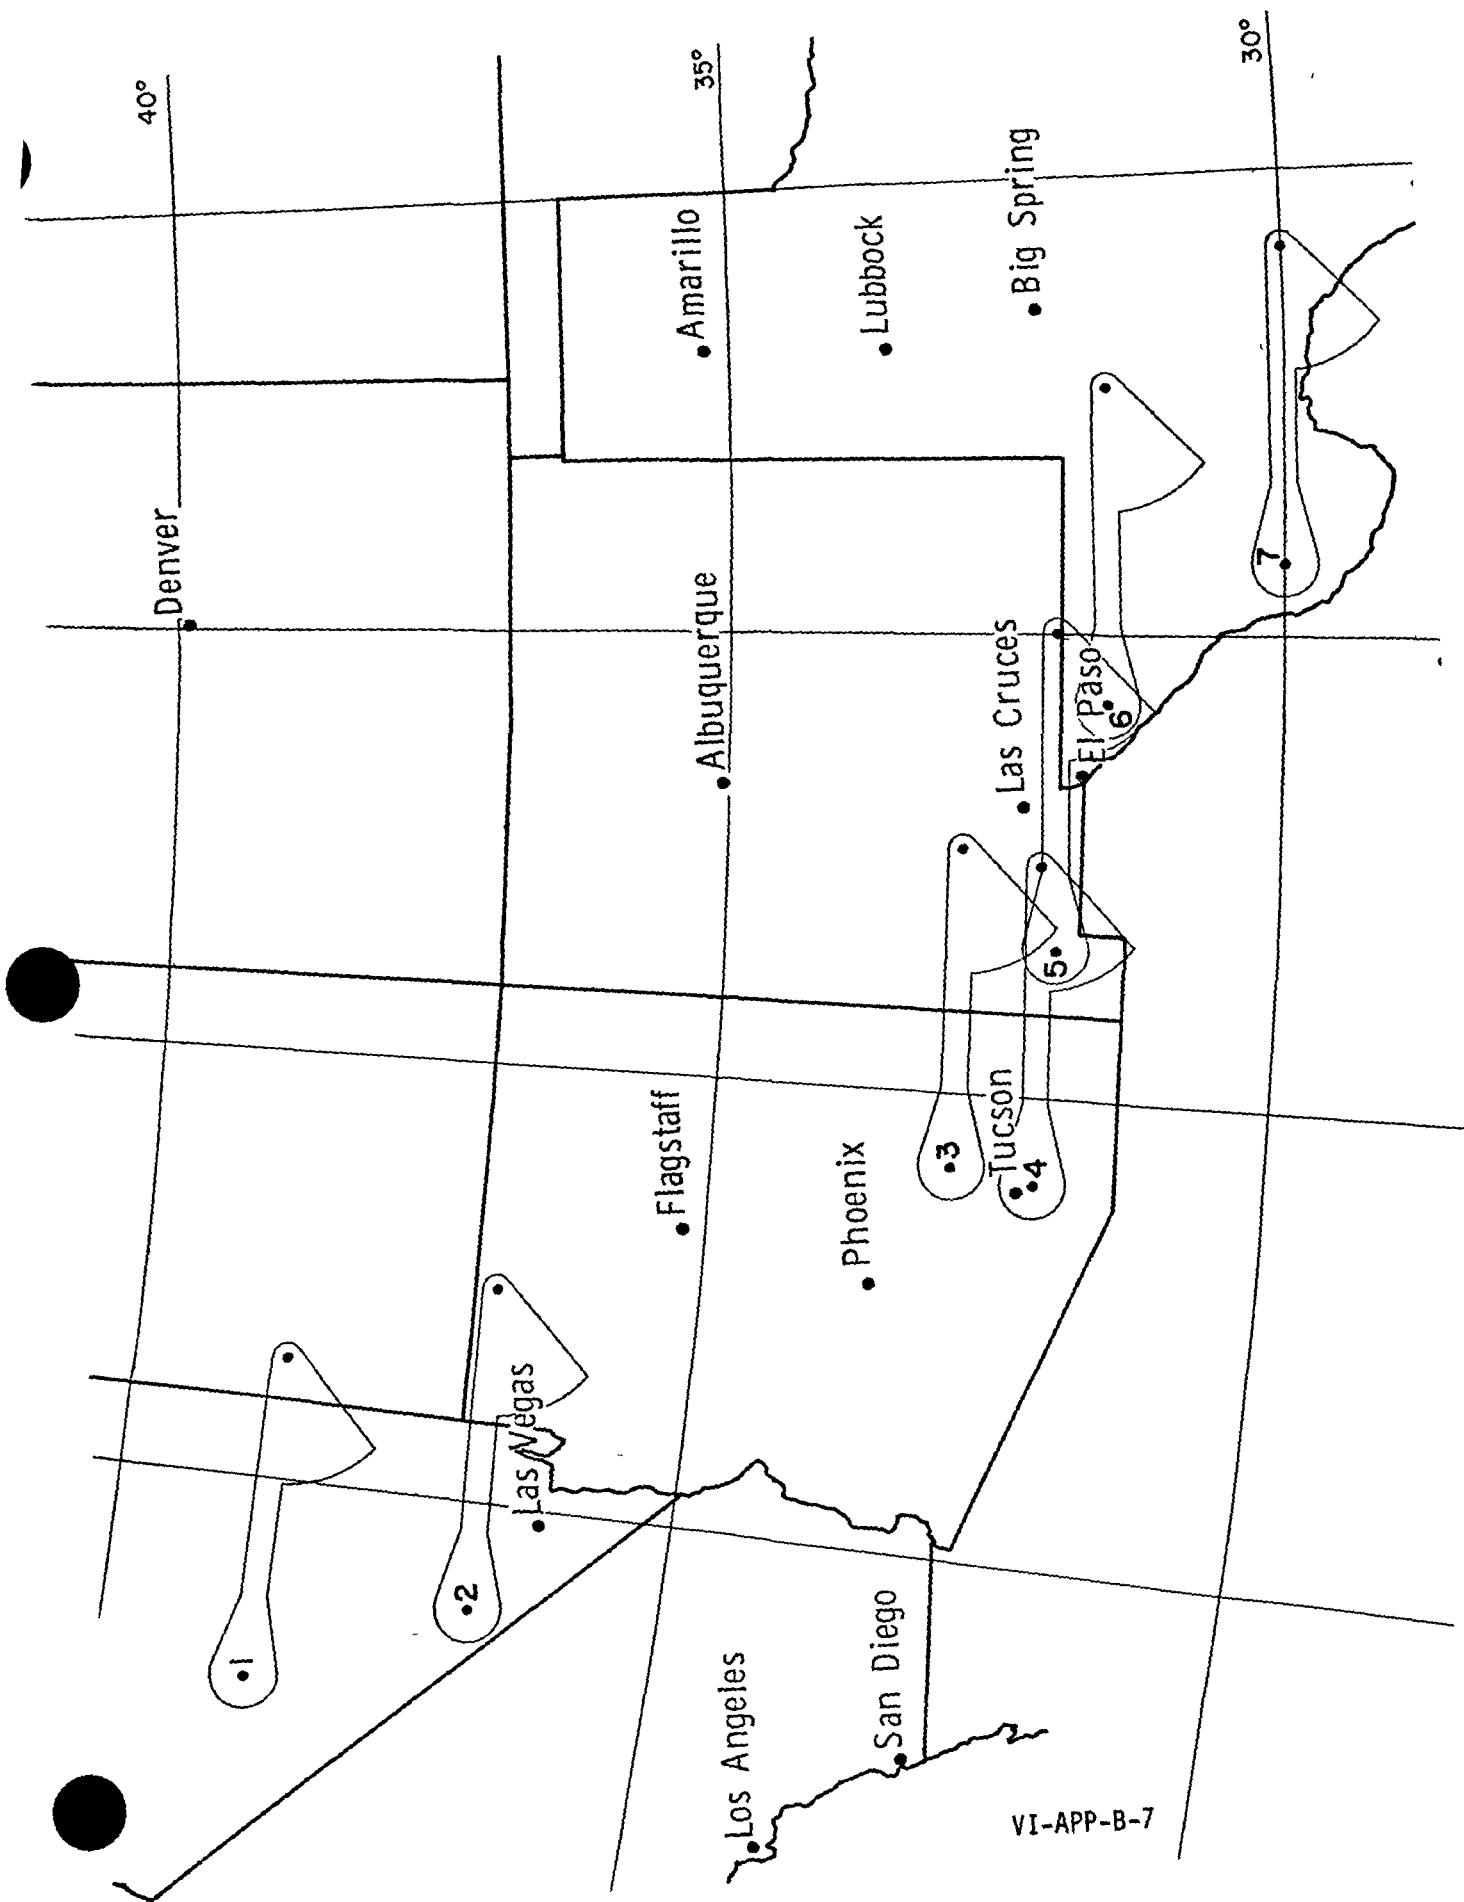 40°
35°
30°
Denver
Amarillo
Lubbock
Big Spring
Albuquerque
Las Cruces
El Paso
Flagstaff
Phoenix
Tucson
Las Vegas
Los Angeles
San Diego
1
2
3
4
5
6
7
VI-APP-B-7